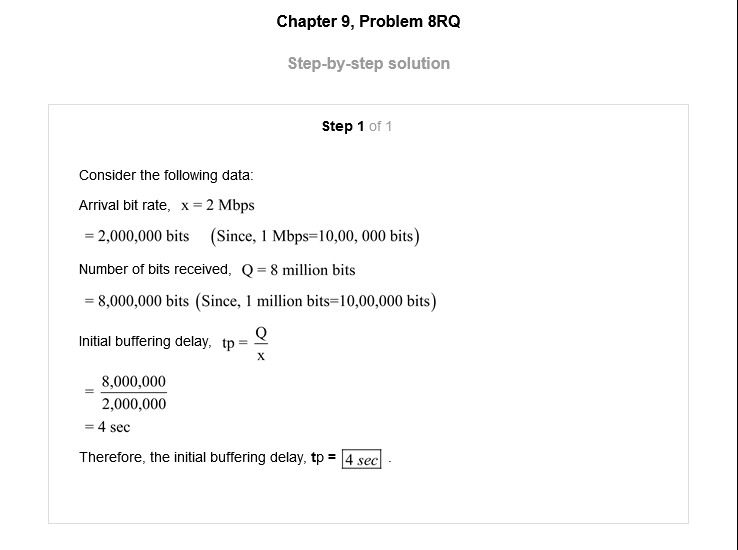 Chapter 9, Problem 8RQ
Step-by-step solution
Step 1 of 1
Consider the following data:
Arrival bit rate, x = 2 Mbps
= 2,000,000 bits (Since, 1 Mbps=10,00, 000 bits)
Number of bits received, Q = 8 million bits
= 8,000,000 bits (Since, 1 million bits=10,00,000 bits)
Initial buffering delay, tp = Q/x
= 8,000,000/2,000,000
= 4 sec
Therefore, the initial buffering delay, tp = 4 sec .